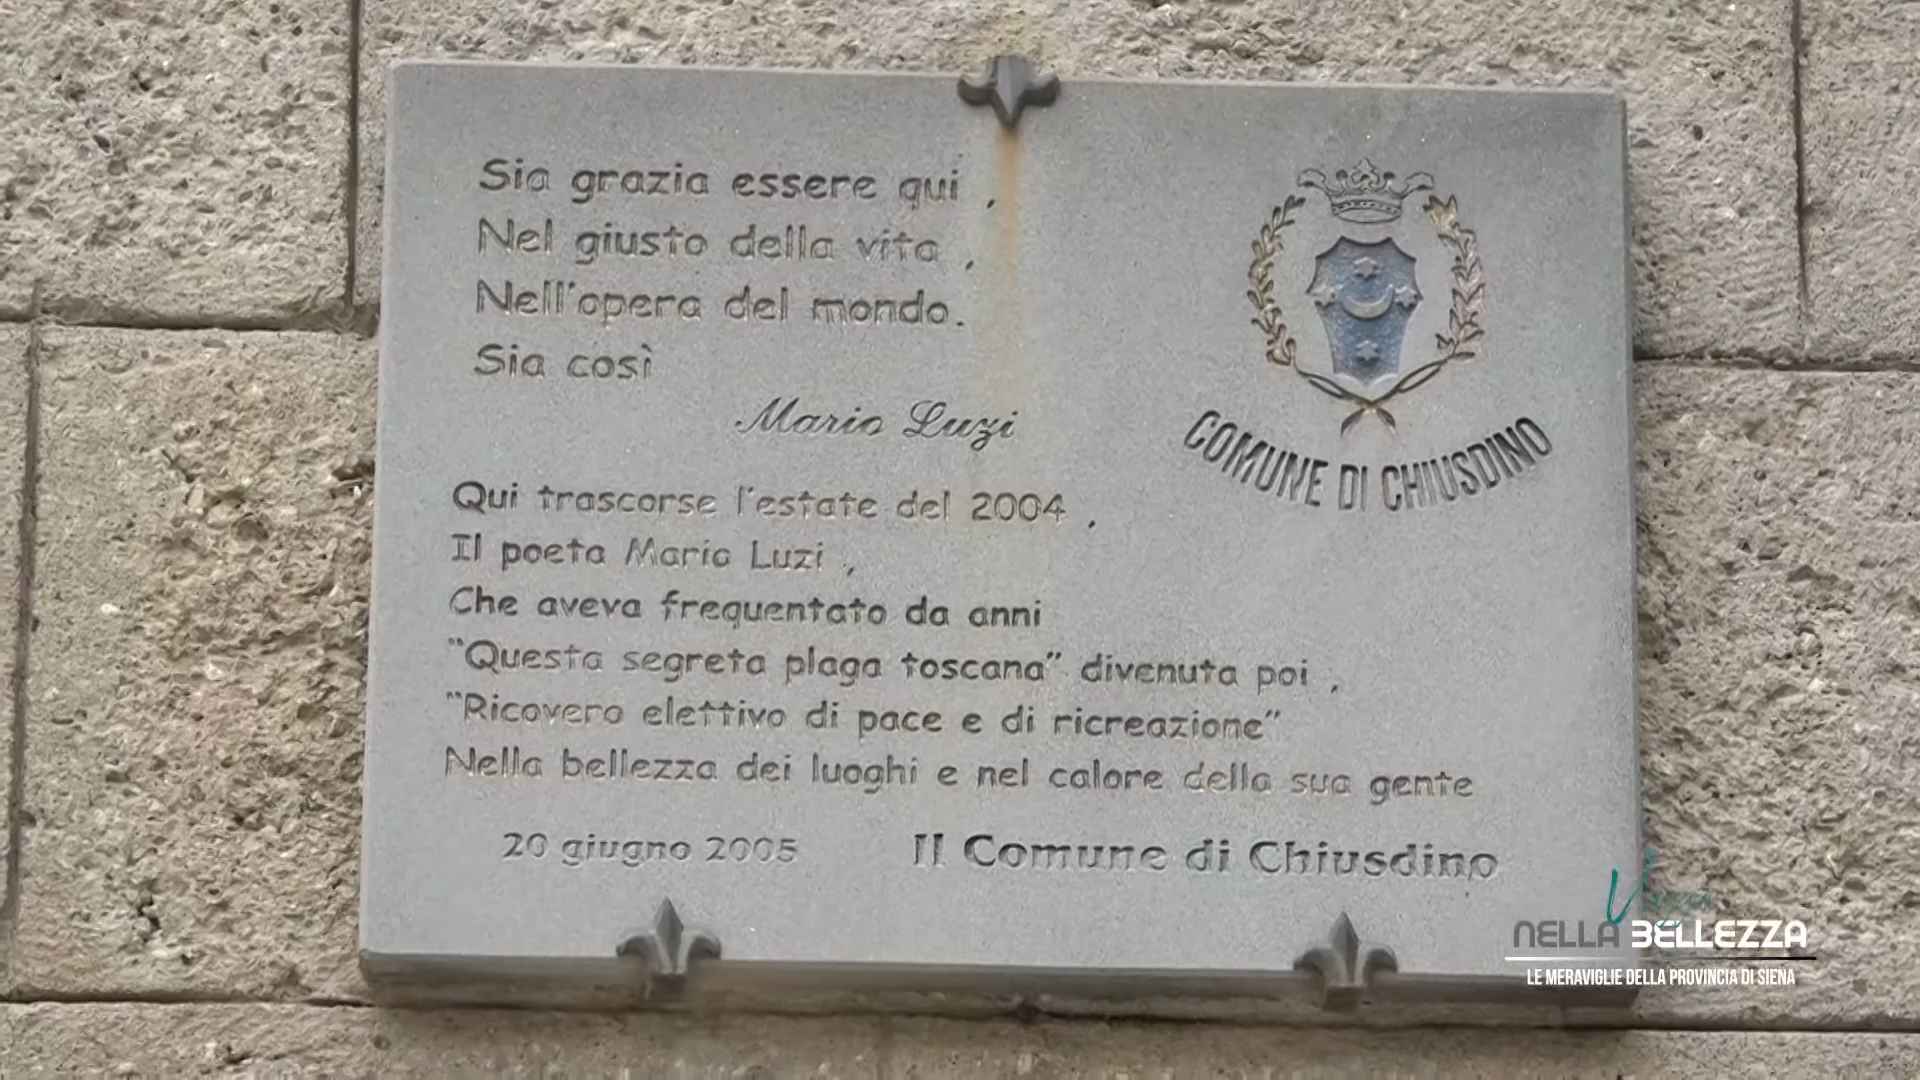 Sia grazia essere qui ,
Nel giusto della vita ,
Nell'opera del mondo.
Sia così
Mario Luzi
COMUNE DI CHIUSDINO
Qui trascorse l'estate del 2004 ,
Il poeta Mario Luzi ,
Che aveva frequentato da anni
"Questa segreta plaga toscana" divenuta poi ,
"Ricovero elettivo di pace e di ricreazione"
Nella bellezza dei luoghi e nel calore della sua gente
20 giugno 2005 Il Comune di Chiusdino
NELLA BELLEZZA
LE MERAVIGLIE DELLA PROVINCIA DI SIENA